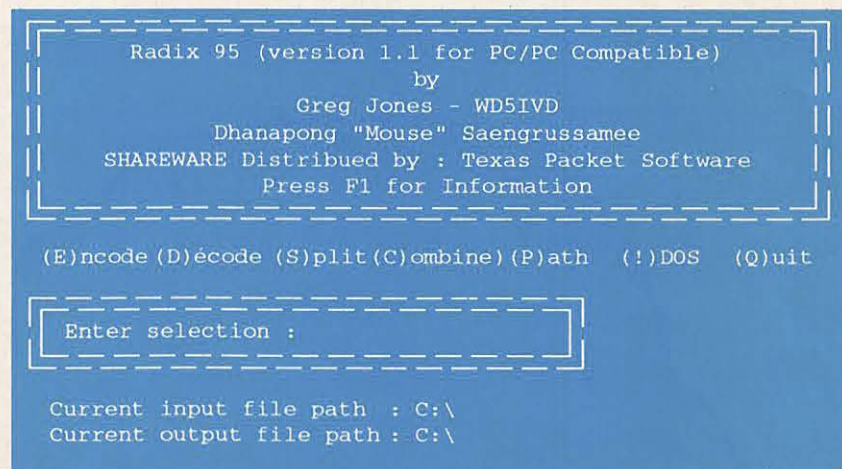 Radix 95 (version 1.1 for PC/PC Compatible)
by
Greg Jones - WD5IVD
Dhanapong "Mouse" Saengrussamee
SHAREWARE Distribued by : Texas Packet Software
Press F1 for Information
(E)ncode (D)écode (S)plit (C)ombine) (P)ath (!)DOS (Q)uit
Enter selection :
Current input file path : C:\
Current output file path : C:\